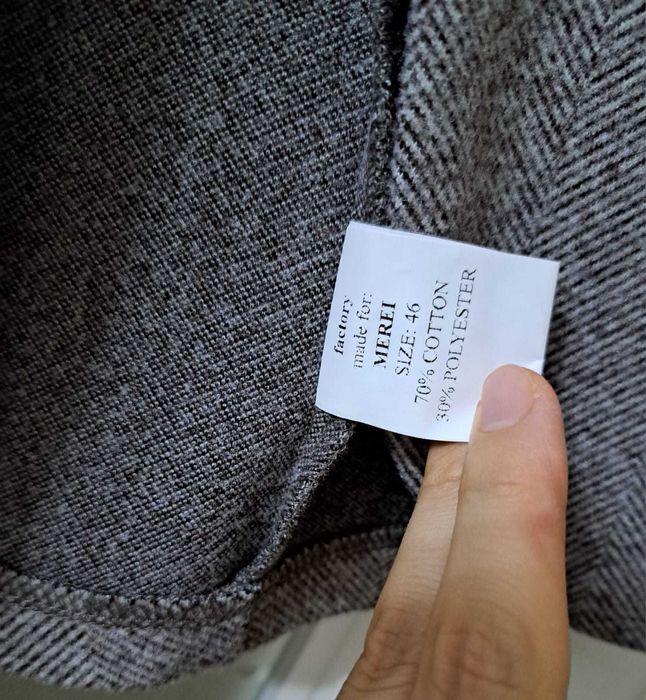 factory
made for:
MEREI
SIZE: 46
70% COTTON
30% POLYESTER